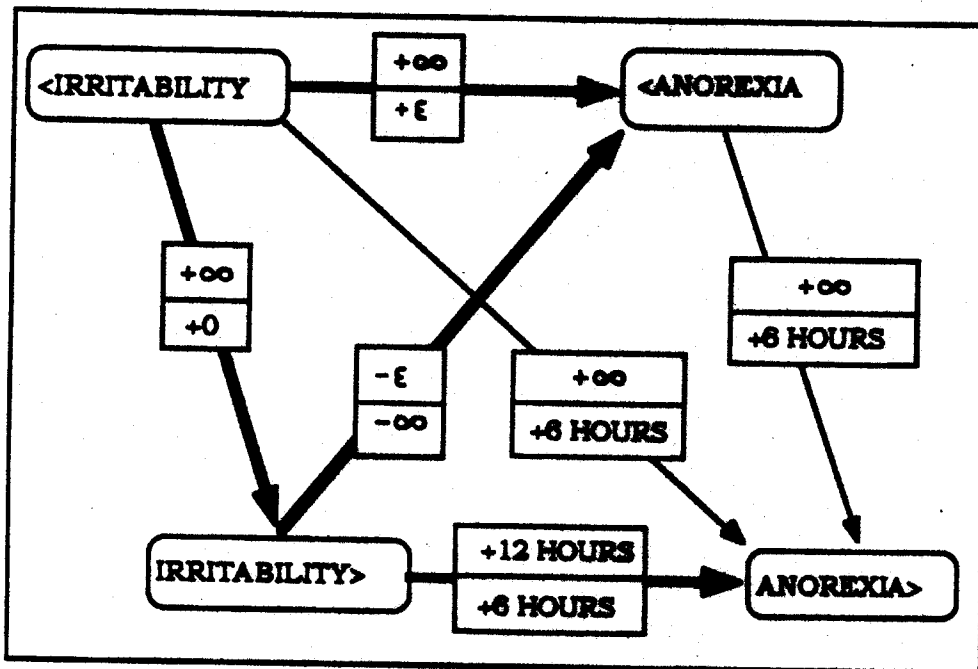 <IRRITABILITY
+∞
+ε
<ANOREXIA
+∞
+0
+∞
+6 HOURS
-ε
-∞
+∞
+6 HOURS
IRRITABILITY>
+12 HOURS
+6 HOURS
ANOREXIA>